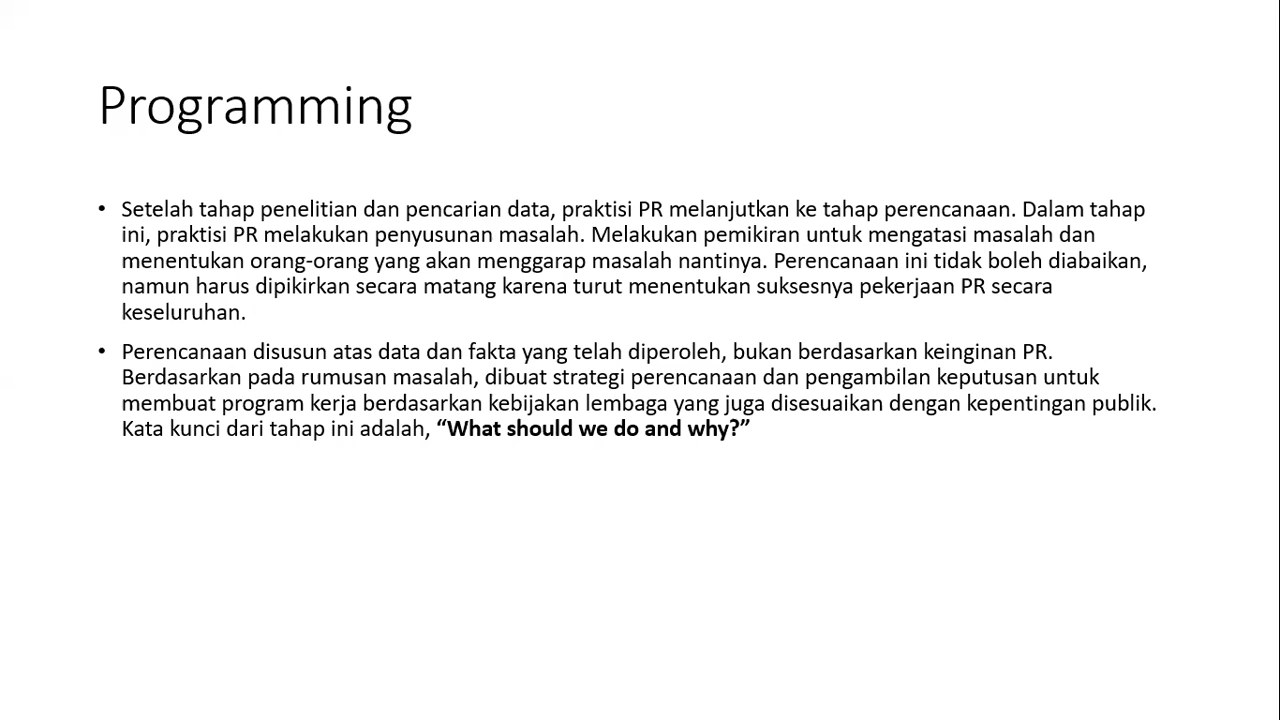 Programming
• Setelah tahap penelitian dan pencarian data, praktisi PR melanjutkan ke tahap perencanaan. Dalam tahap
ini, praktisi PR melakukan penyusunan masalah. Melakukan pemikiran untuk mengatasi masalah dan
menentukan orang-orang yang akan menggarap masalah nantinya. Perencanaan ini tidak boleh diabaikan,
namun harus dipikirkan secara matang karena turut menentukan suksesnya pekerjaan PR secara
keseluruhan.
• Perencanaan disusun atas data dan fakta yang telah diperoleh, bukan berdasarkan keinginan PR.
Berdasarkan pada rumusan masalah, dibuat strategi perencanaan dan pengambilan keputusan untuk
membuat program kerja berdasarkan kebijakan lembaga yang juga disesuaikan dengan kepentingan publik.
Kata kunci dari tahap ini adalah, “What should we do and why?”